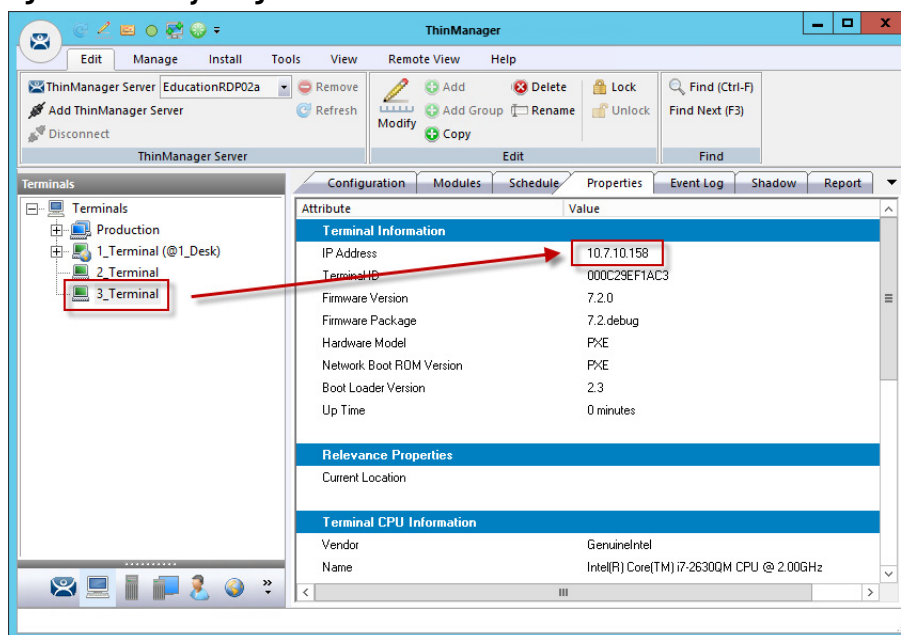 ThinManager
Edit Manage Install Tools View Remote View Help
ThinManager Server EducationRDP02a
Add ThinManager Server
Disconnect
ThinManager Server
Remove
Refresh
Modify
Add
Add Group
Copy
Delete
Rename
Edit
Lock
Unlock
Find (Ctrl-F)
Find Next (F3)
Find
Terminals
Terminals
Production
1_Terminal (@1_Desk)
2_Terminal
3_Terminal
Configuration Modules Schedule Properties Event Log Shadow Report
Attribute Value
Terminal Information
IP Address 10.7.10.158
Terminal ID 000C29EF1AC3
Firmware Version 7.2.0
Firmware Package 7.2.debug
Hardware Model PXE
Network Boot ROM Version PXE
Boot Loader Version 2.3
Up Time 0 minutes
Relevance Properties
Current Location
Terminal CPU Information
Vendor GenuineIntel
Name Intel(R) Core(TM) i7-2630QM CPU @ 2.00GHz